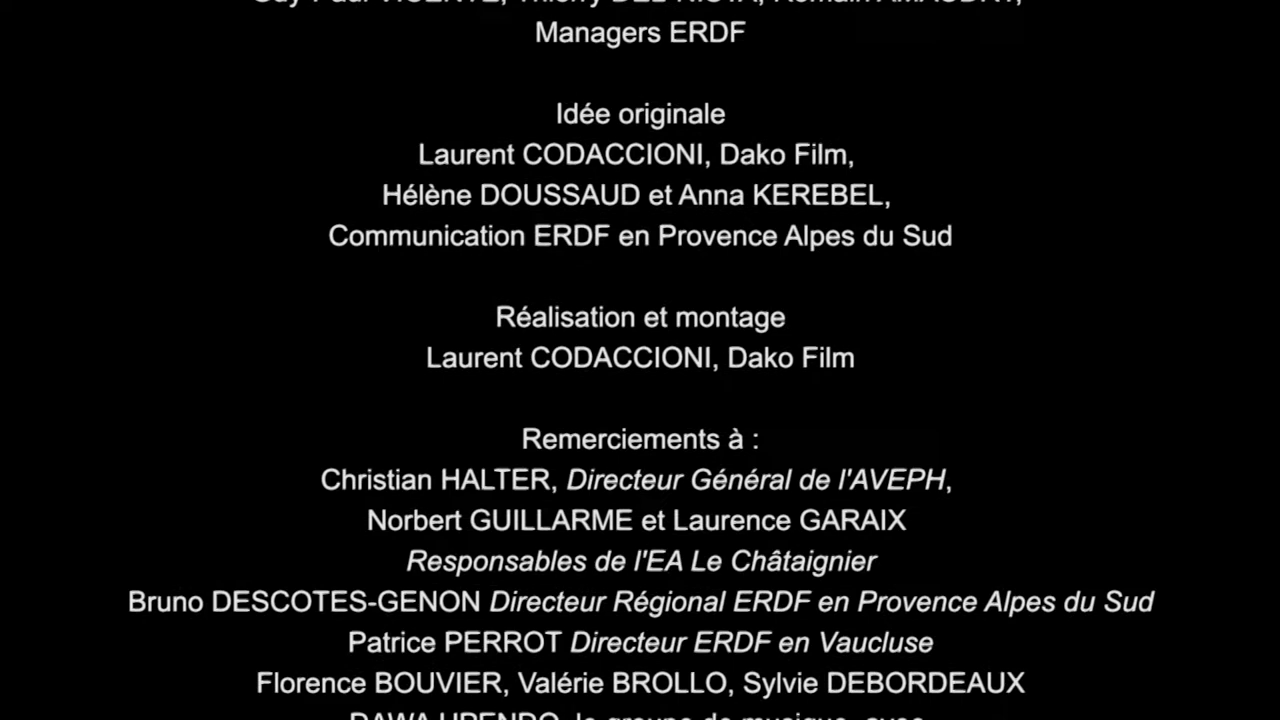 Managers ERDF
Idée originale
Laurent CODACCIONI, Dako Film,
Hélène DOUSSAUD et Anna KEREBEL,
Communication ERDF en Provence Alpes du Sud
Réalisation et montage
Laurent CODACCIONI, Dako Film
Remerciements à :
Christian HALTER, Directeur Général de l'AVEPH,
Norbert GUILLARME et Laurence GARAIX
Responsables de l'EA Le Châtaignier
Bruno DESCOTES-GENON Directeur Régional ERDF en Provence Alpes du Sud
Patrice PERROT Directeur ERDF en Vaucluse
Florence BOUVIER, Valérie BROLLO, Sylvie DEBORDEAUX